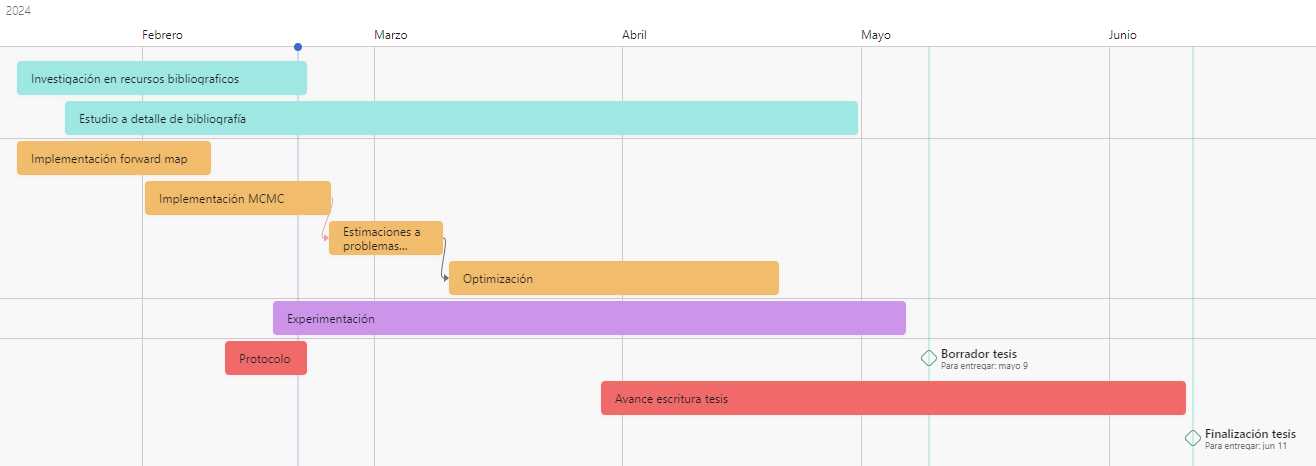 2024
Febrero
Marzo
Abril
Mayo
Junio
Investigación en recursos bibliograficos
Estudio a detalle de bibliografía
Implementación forward map
Implementación MCMC
Estimaciones a
problemas...
Optimización
Experimentación
Protocolo
Borrador tesis
Para entregar: mayo 9
Avance escritura tesis
Finalización tesis
Para entregar: jun 11